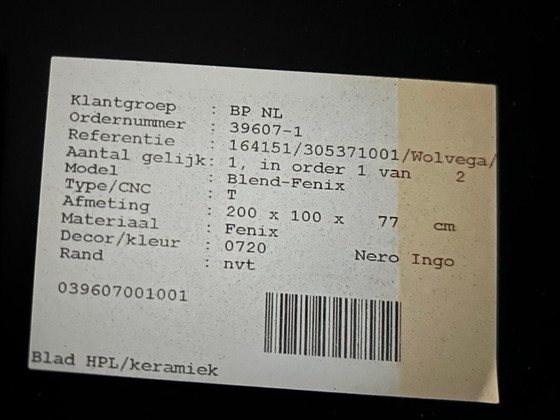 Klantgroep : BP NL
Ordernummer : 39607-1
Referentie : 164151/305371001/Wolvega/
Aantal gelijk: 1, in order 1 van 2
Model : Blend-Fenix
Type/CNC : T
Afmeting : 200 x 100 x 77 cm
Materiaal : Fenix
Decor/kleur : 0720 Nero Ingo
Rand : nvt
039607001001
Blad HPL/keramiek